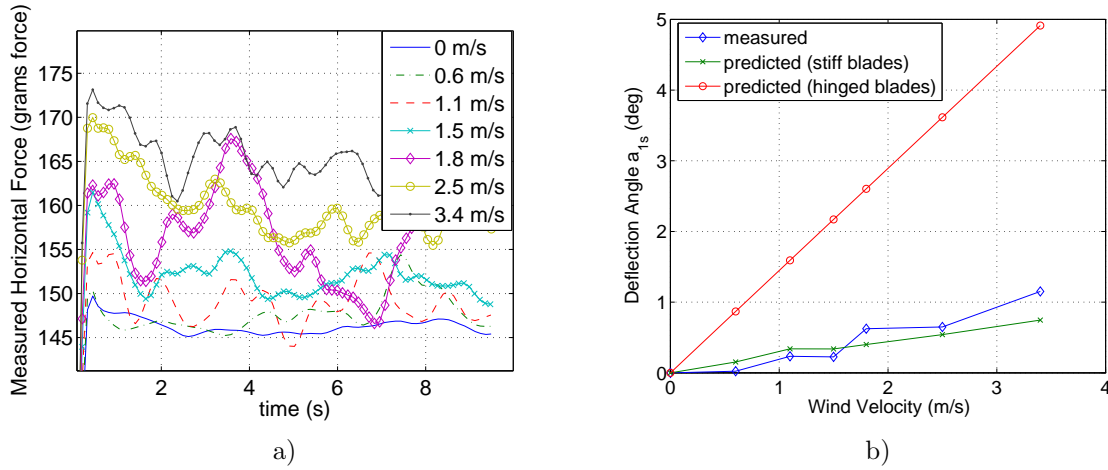 Measured Horizontal Force (grams force)
175
170
165
160
155
150
145
2
4
6
8
time (s)
0 m/s
0.6 m/s
1.1 m/s
1.5 m/s
1.8 m/s
2.5 m/s
3.4 m/s
a)
Deflection Angle a1s (deg)
5
4
3
2
1
0
0
1
2
3
4
Wind Velocity (m/s)
measured
predicted (stiff blades)
predicted (hinged blades)
b)